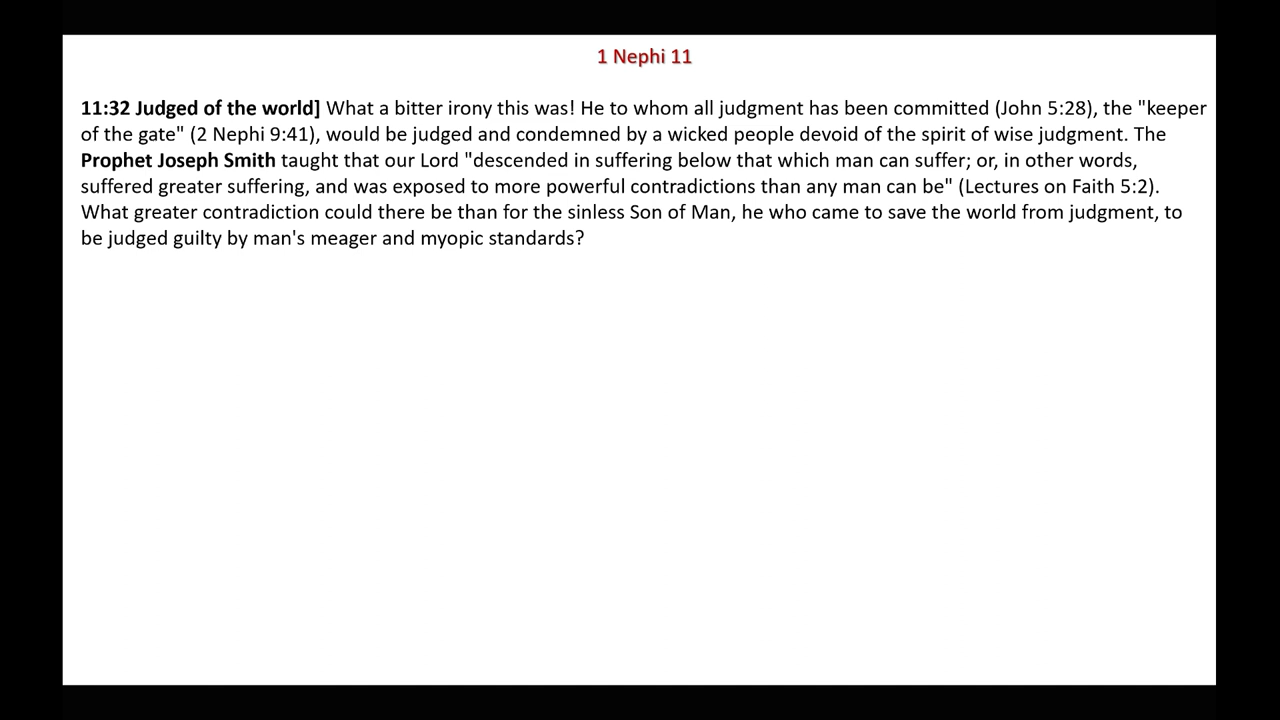 1 Nephi 11
11:32 Judged of the world] What a bitter irony this was! He to whom all judgment has been committed (John 5:28), the "keeper
of the gate" (2 Nephi 9:41), would be judged and condemned by a wicked people devoid of the spirit of wise judgment. The
Prophet Joseph Smith taught that our Lord "descended in suffering below that which man can suffer; or, in other words,
suffered greater suffering, and was exposed to more powerful contradictions than any man can be" (Lectures on Faith 5:2).
What greater contradiction could there be than for the sinless Son of Man, he who came to save the world from judgment, to
be judged guilty by man's meager and myopic standards?